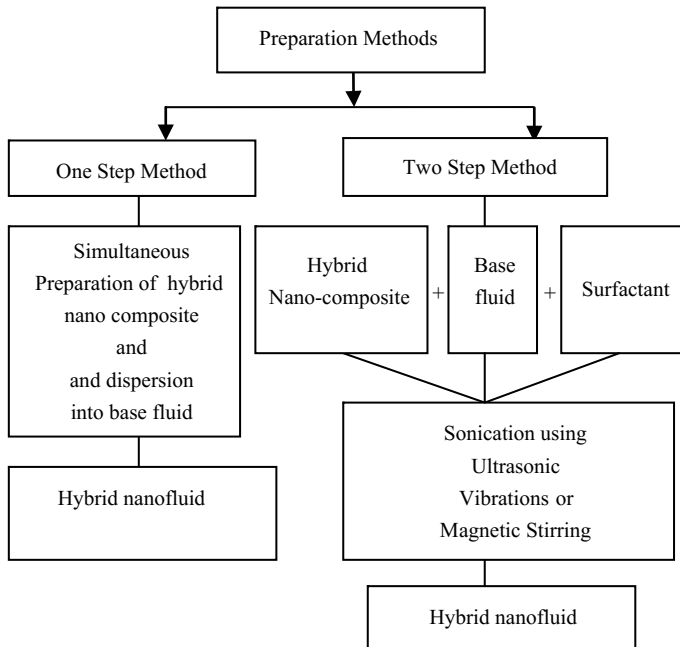 Preparation Methods
One Step Method
Two Step Method
Simultaneous
Preparation of hybrid
nano composite
and
and dispersion
into base fluid
Hybrid
Nano-composite
+
Base
fluid
+
Surfactant
Sonication using
Ultrasonic
Vibrations or
Magnetic Stirring
Hybrid nanofluid
Hybrid nanofluid